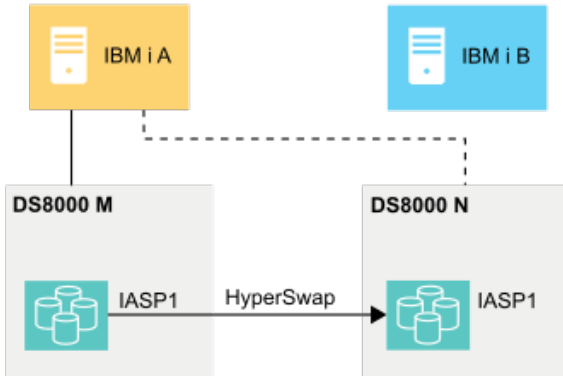 IBM i A
IBM i B
DS8000 M
DS8000 N
IASP1
HyperSwap
IASP1